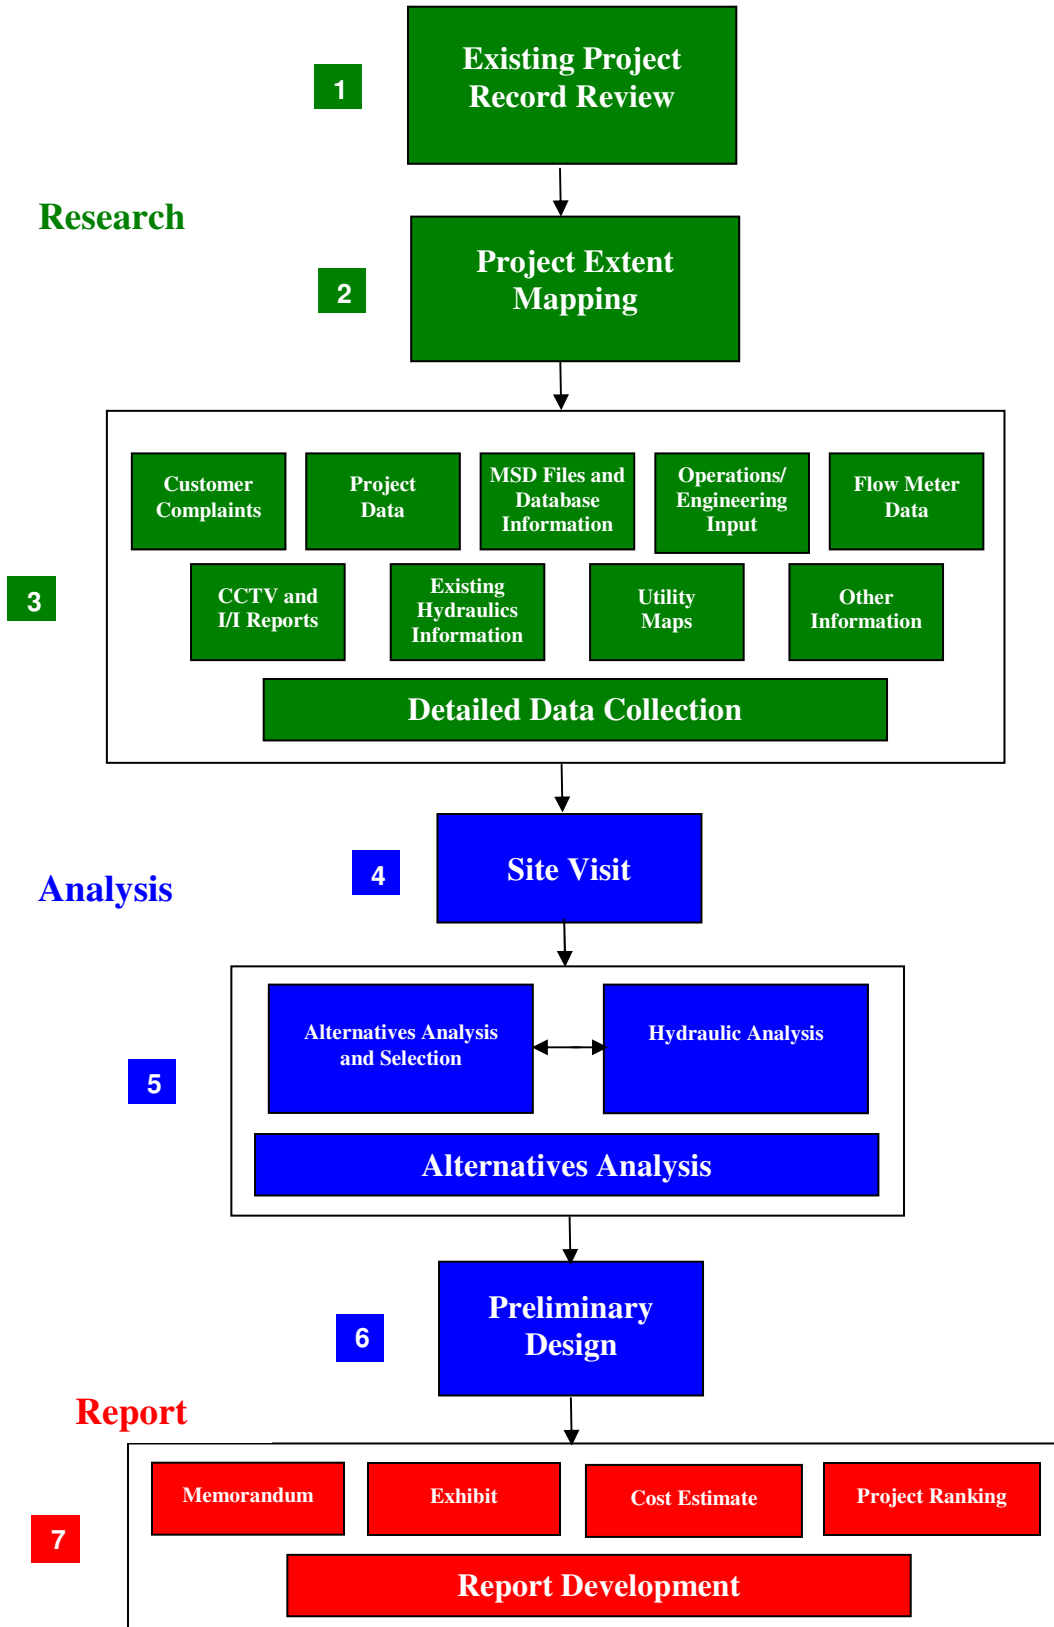 1
Existing Project
Record Review
Research
2
Project Extent
Mapping
3
Customer
Complaints
Project
Data
MSD Files and
Database
Information
Operations/
Engineering
Input
Flow Meter
Data
CCTV and
I/I Reports
Existing
Hydraulics
Information
Utility
Maps
Other
Information
Detailed Data Collection
Analysis
4
Site Visit
5
Alternatives Analysis
and Selection
Hydraulic Analysis
Alternatives Analysis
6
Preliminary
Design
Report
7
Memorandum
Exhibit
Cost Estimate
Project Ranking
Report Development